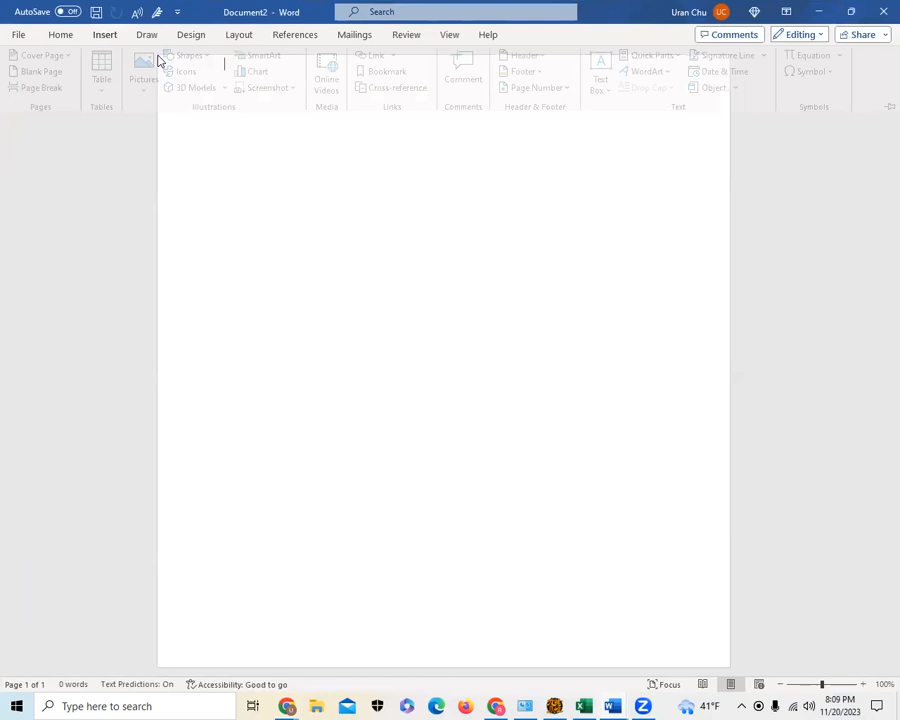 AutoSave Off Document2 - Word Search Uran Chu UC
File Home Insert Draw Design Layout References Mailings Review View Help Comments Editing Share
Cover Page Blank Page Page Break Pages
Table Tables
Pictures Shapes Icons 3D Models SmartArt Chart Screenshot Illustrations
Online Videos Media
Link Bookmark Cross-reference Links
Comment Comments
Header Footer Page Number Header & Footer
Text Box Quick Parts WordArt Drop Cap Signature Line Date & Time Object Text
Equation Symbol Symbols
Page 1 of 1 0 words Text Predictions: On Accessibility: Good to go Focus 100%
Type here to search 41°F 8:09 PM
11/20/2023